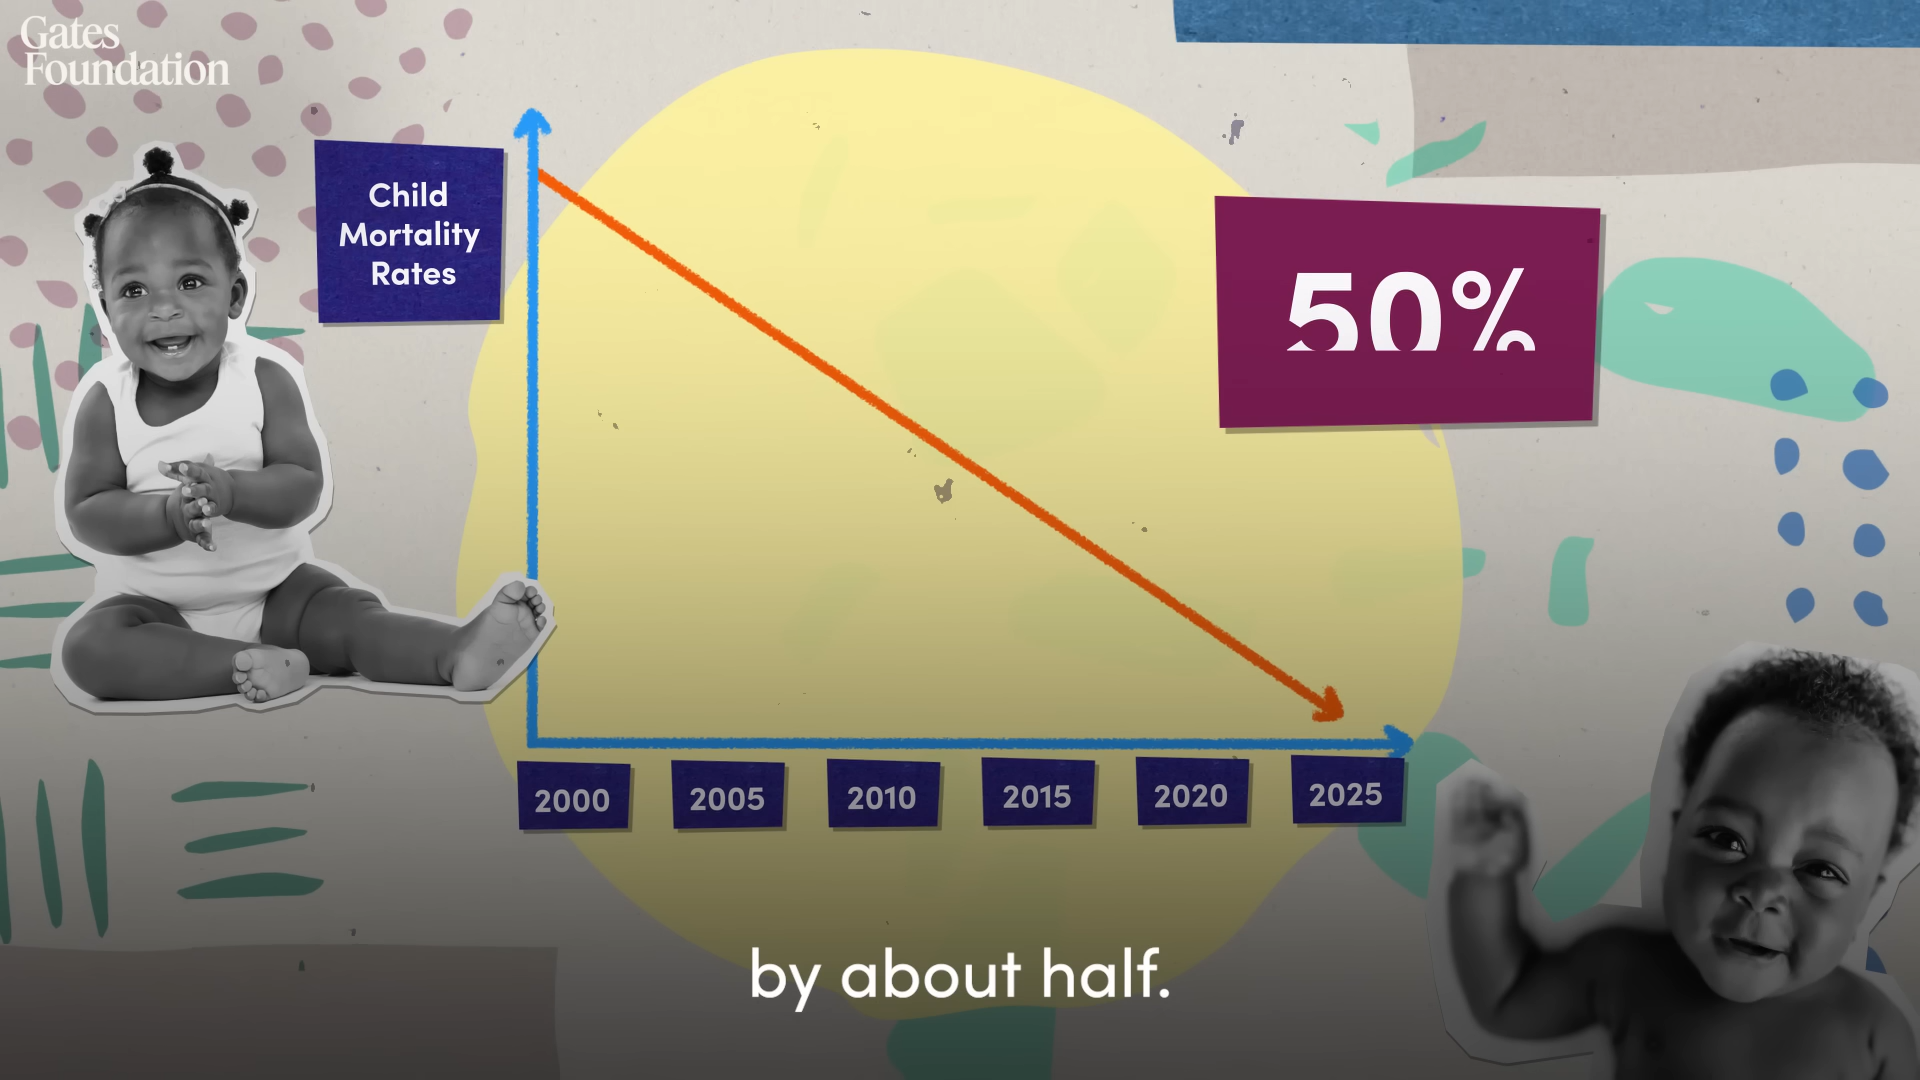 Gates
Foundation
Child
Mortality
Rates
50%
2000
2005
2010
2015
2020
2025
by about half.